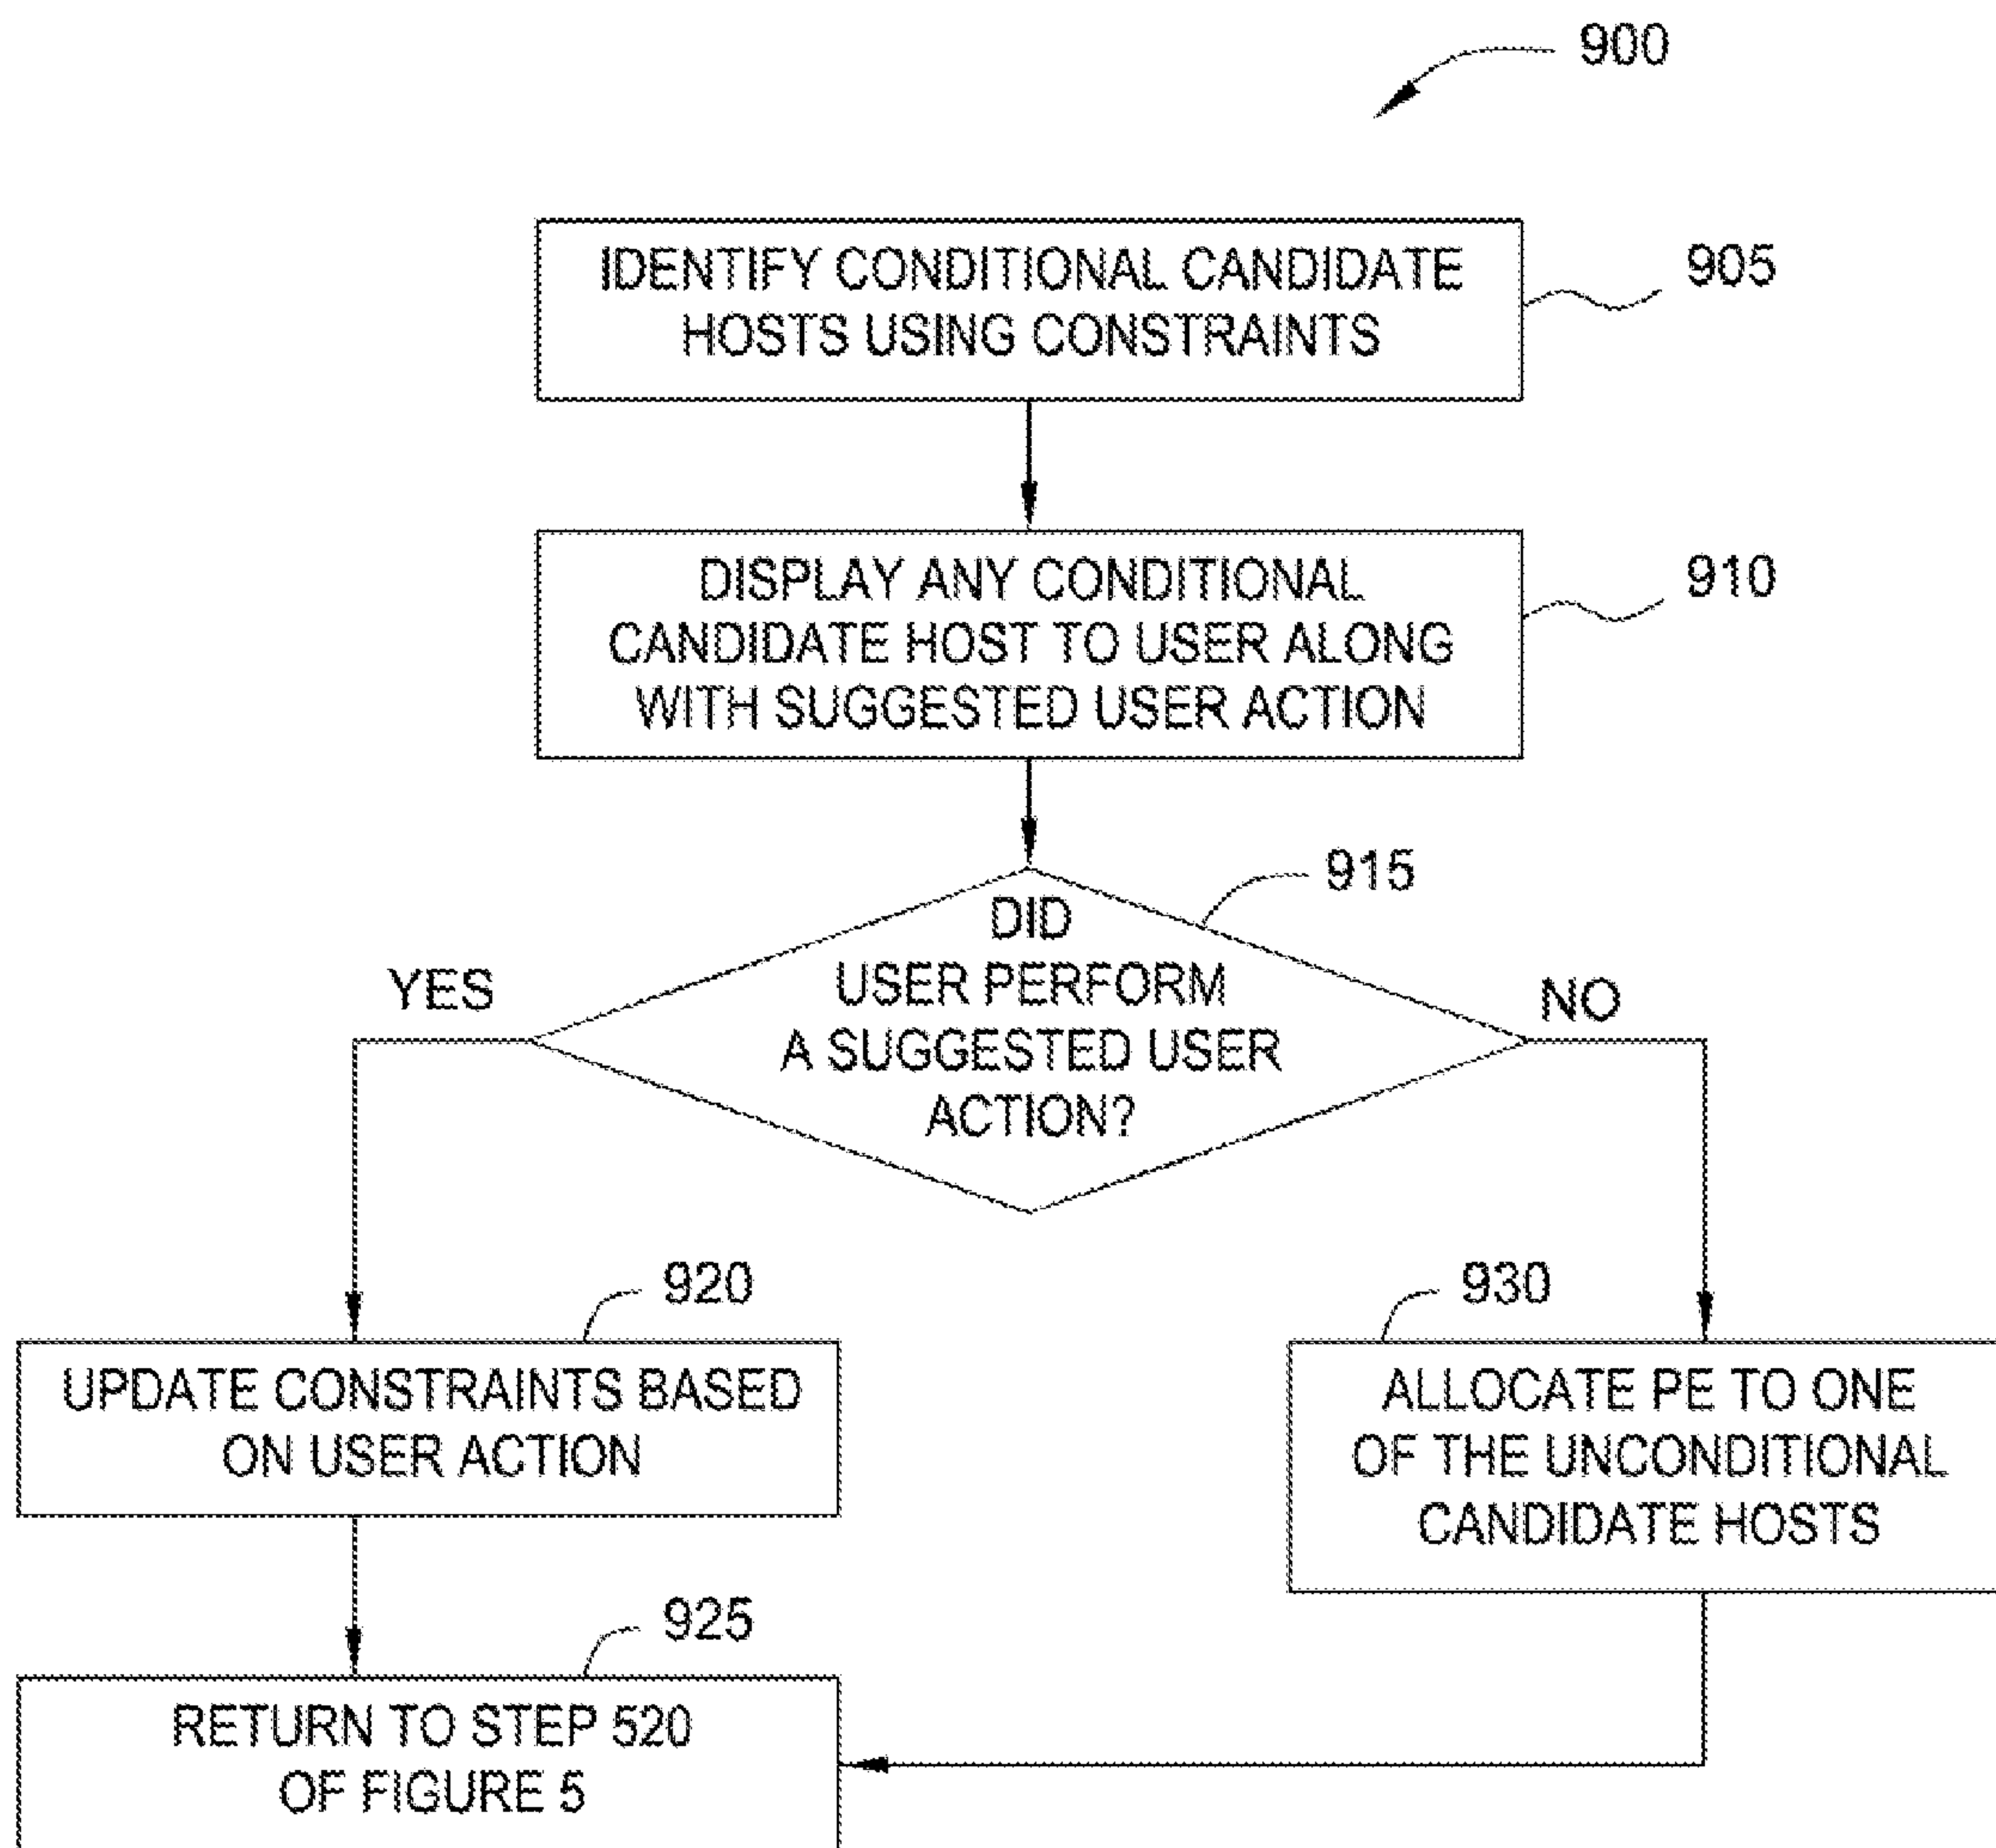 900
IDENTIFY CONDITIONAL CANDIDATE
HOSTS USING CONSTRAINTS
905
DISPLAY ANY CONDITIONAL
CANDIDATE HOST TO USER ALONG
WITH SUGGESTED USER ACTION
910
915
DID
USER PERFORM
A SUGGESTED USER
ACTION?
YES
NO
920
UPDATE CONSTRAINTS BASED
ON USER ACTION
930
ALLOCATE PE TO ONE
OF THE UNCONDITIONAL
CANDIDATE HOSTS
925
RETURN TO STEP 520
OF FIGURE 5